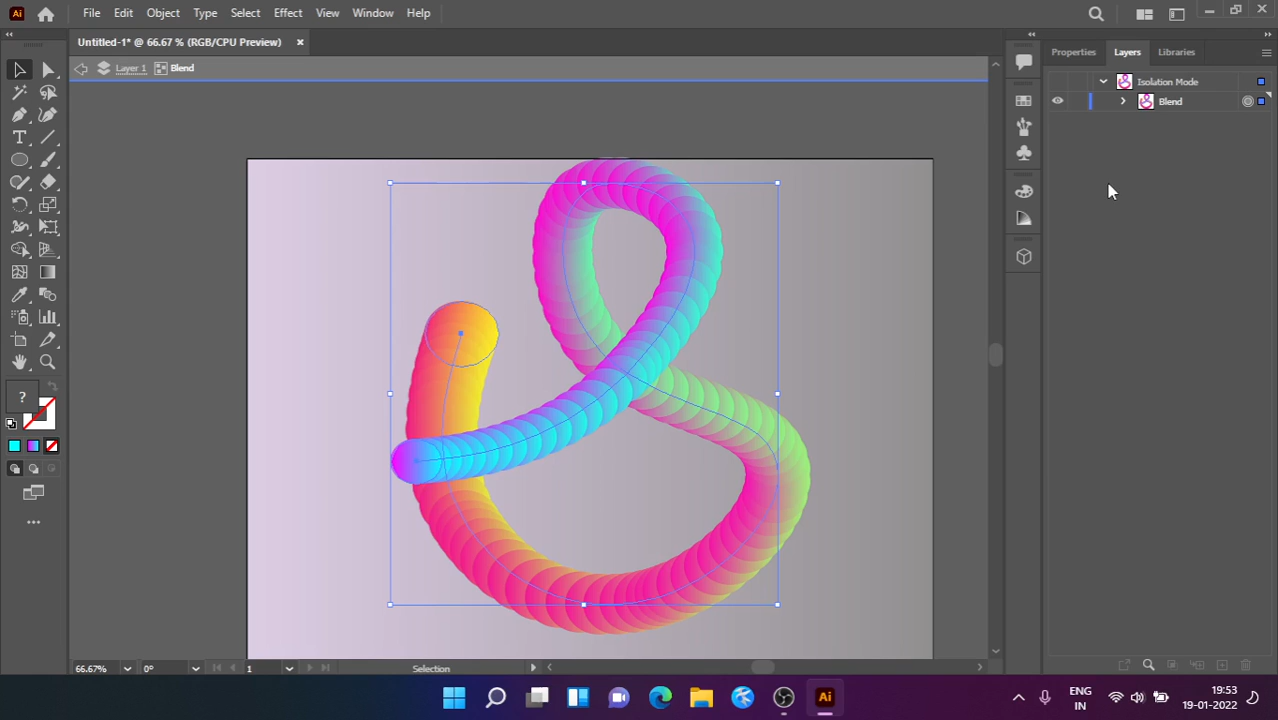 Ai File Edit Object Type Select Effect View Window Help
Untitled-1* @ 66.67 % (RGB/CPU Preview) ×
Layer 1 Blend
Properties Layers Libraries
Isolation Mode
Blend
T
?
66.67% 0° 1 Selection
Ai
ENG
IN
19:53
19-01-2022